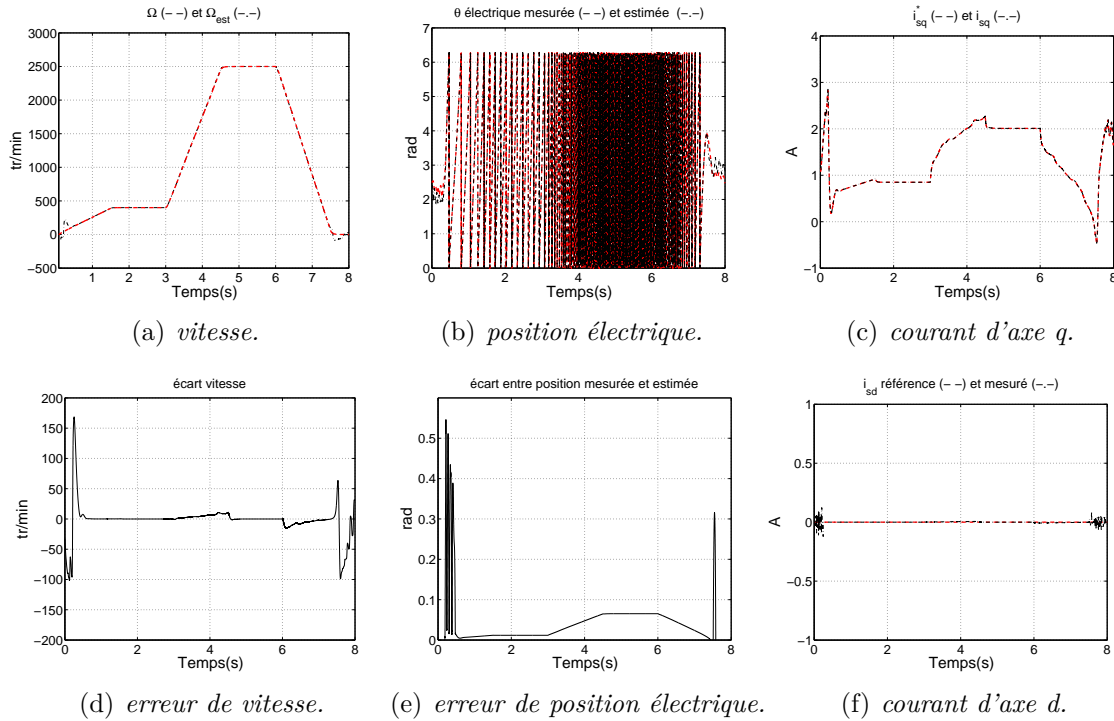 Ω (− −) et Ω_est (−.−)
3000
2500
2000
1500
1000
500
0
−500
tr/min
1 2 3 4 5 6 7 8
Temps(s)
(a) vitesse.
θ électrique mesurée (− −) et estimée (−.−)
7
6
5
4
3
2
1
0
rad
0 2 4 6 8
Temps(s)
(b) position électrique.
i*_sq (− −) et i_sq (−.−)
4
3
2
1
0
−1
A
0 2 4 6 8
Temps(s)
(c) courant d'axe q.
écart vitesse
200
150
100
50
0
−50
−100
−150
−200
tr/min
0 2 4 6 8
Temps(s)
(d) erreur de vitesse.
écart entre position mesurée et estimée
0.5
0.4
0.3
0.2
0.1
0
rad
0 2 4 6 8
Temps(s)
(e) erreur de position électrique.
i_sd référence (− −) et mesuré (−.−)
1
0.5
0
−0.5
−1
A
0 2 4 6 8
Temps(s)
(f) courant d'axe d.